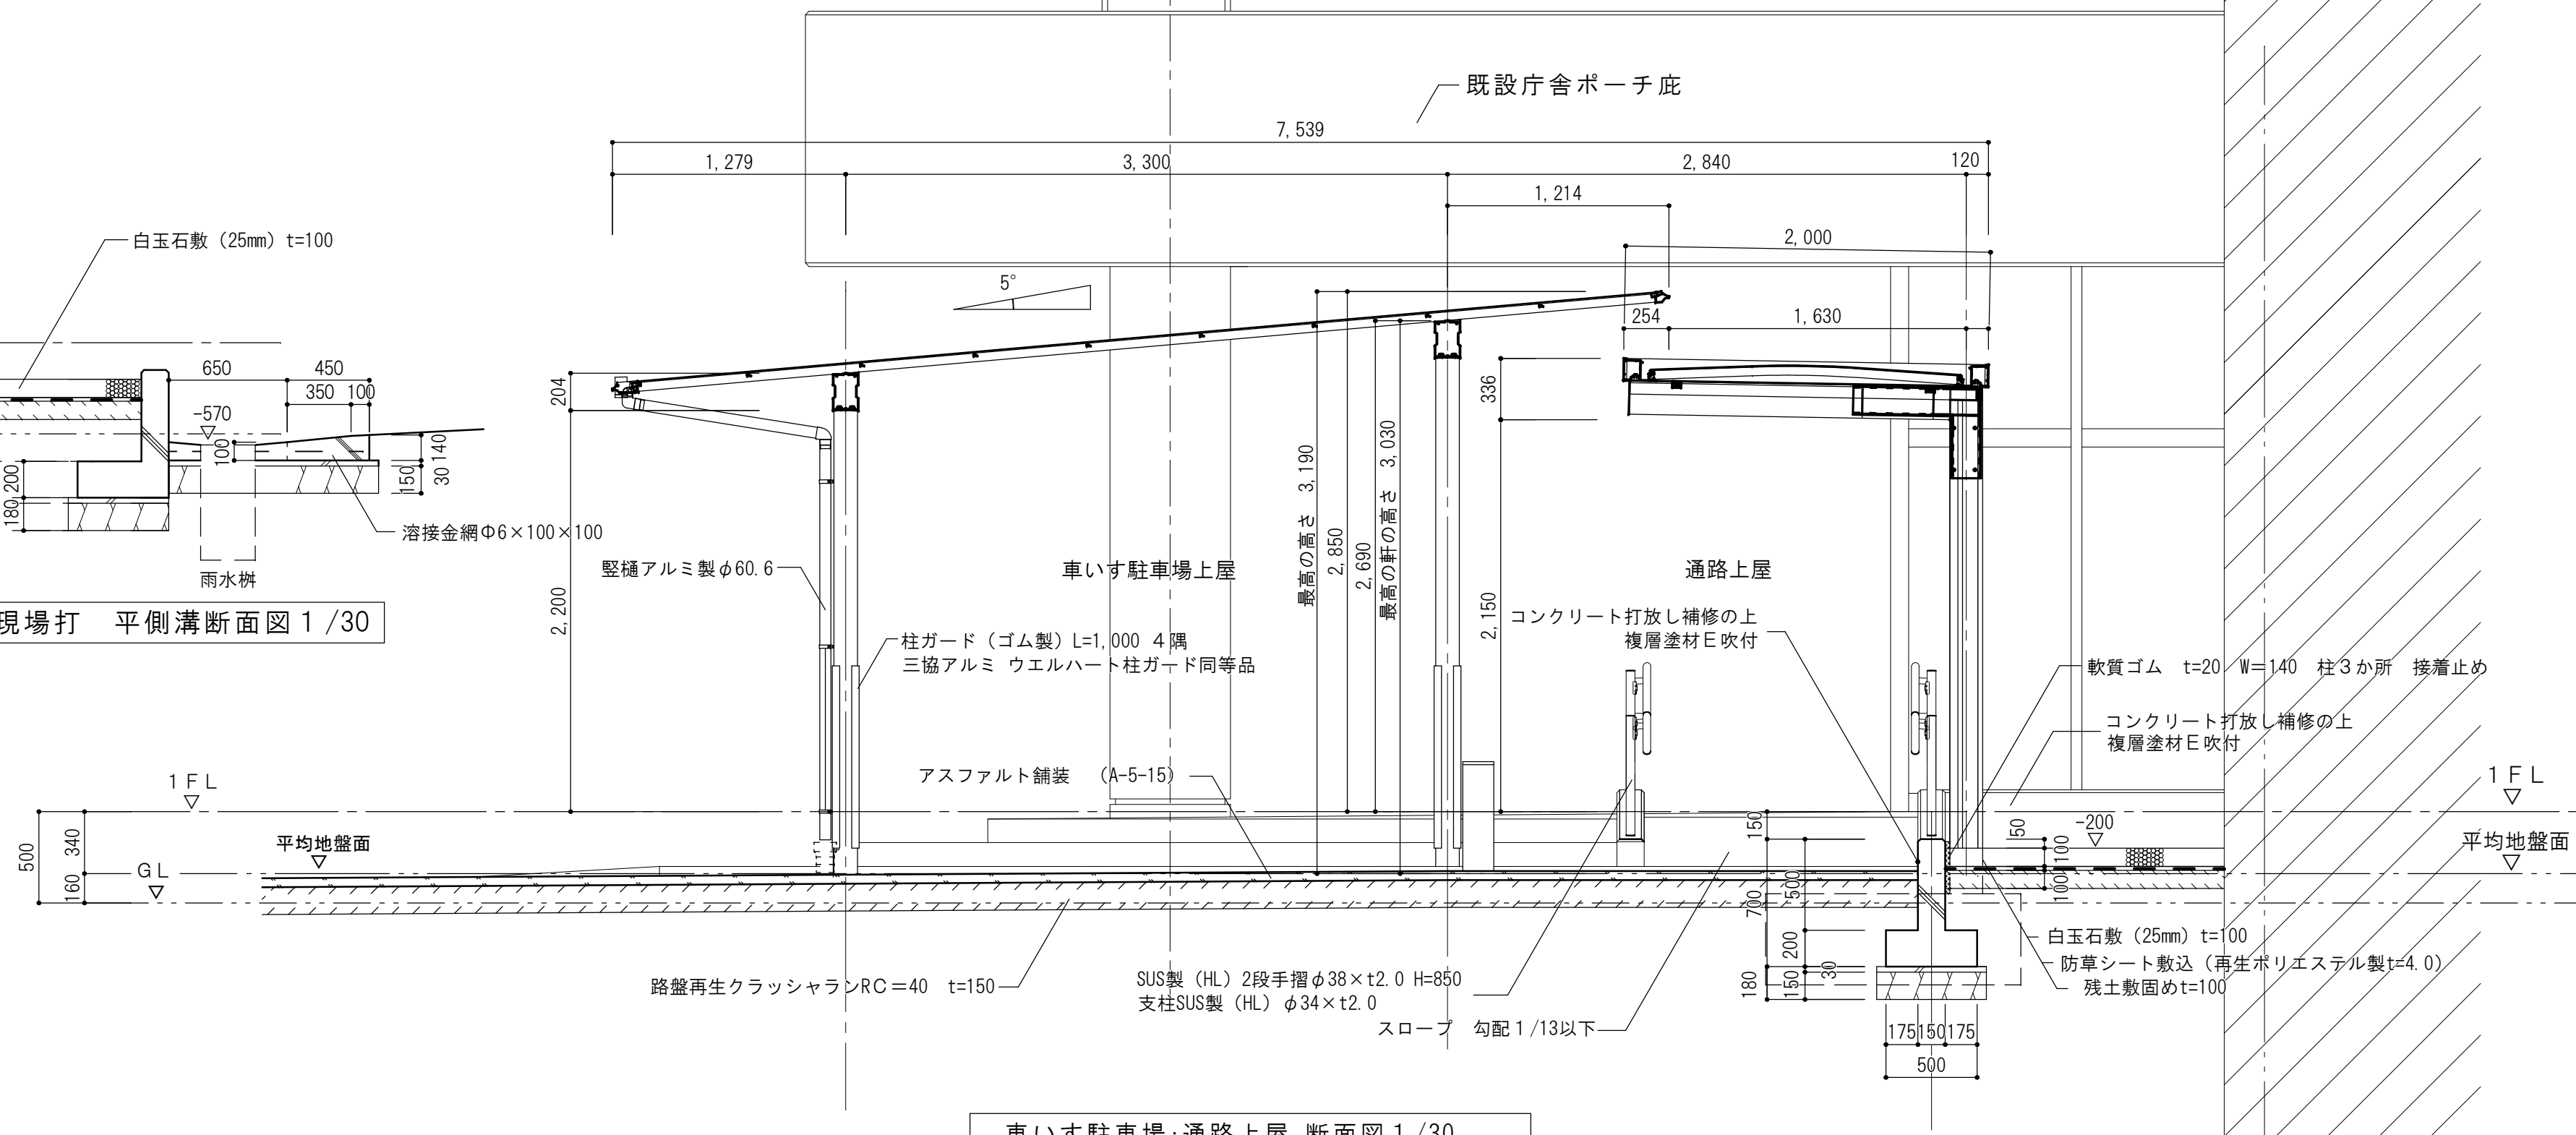 既設庁舎ポーチ庇
7,539
1,279
3,300
2,840
120
1,214
2,000
5°
254
1,630
白玉石敷（25mm）t=100
650
450
350
100
-570
100
140
30
150
200
180
溶接金網Φ6×100×100
雨水桝
現場打　平側溝断面図１/30
204
2,200
竪樋アルミ製φ60.6
車いす駐車場上屋
柱ガード（ゴム製）L=1,000 ４隅
三協アルミ ウエルハート柱ガード同等品
最高の高さ 3,190
2,850
2,690
最高の軒の高さ 3,030
336
2,150
通路上屋
コンクリート打放し補修の上
複層塗材Ｅ吹付
軟質ゴム t=20 W=140 柱３か所 接着止め
コンクリート打放し補修の上
複層塗材Ｅ吹付
アスファルト舗装 （A-5-15）
１ＦＬ
平均地盤面
ＧＬ
500
340
160
１ＦＬ
平均地盤面
-200
50
100
100
150
700
500
200
30
150
180
路盤再生クラッシャランRC＝40 t=150
SUS製（HL）2段手摺φ38×t2.0 H=850
支柱SUS製（HL）φ34×t2.0
スロープ 勾配１/13以下
白玉石敷（25mm）t=100
防草シート敷込（再生ポリエステル製t=4.0）
残土敷固めt=100
175
150
175
500
車いす駐車場・通路上屋 断面図１/30